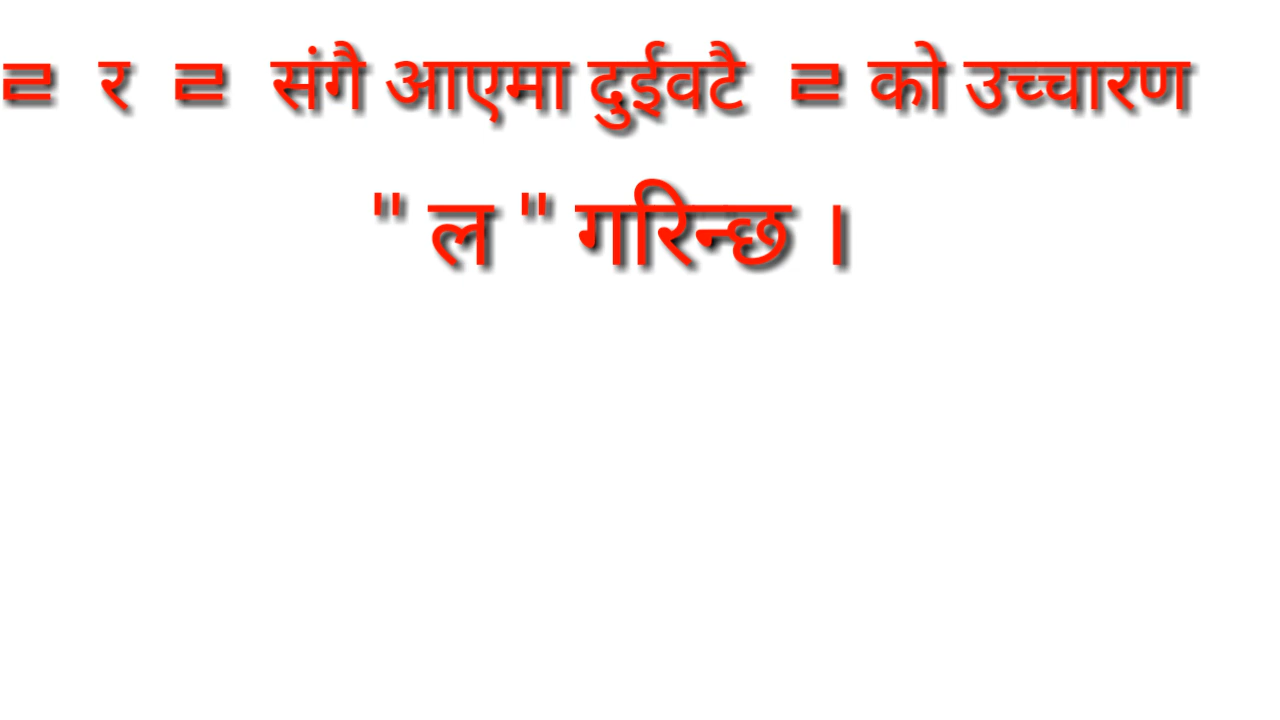 ㄹ र ㄹ संगै आएमा दुईवटै ㄹ को उच्चारण
" ल " गरिन्छ ।